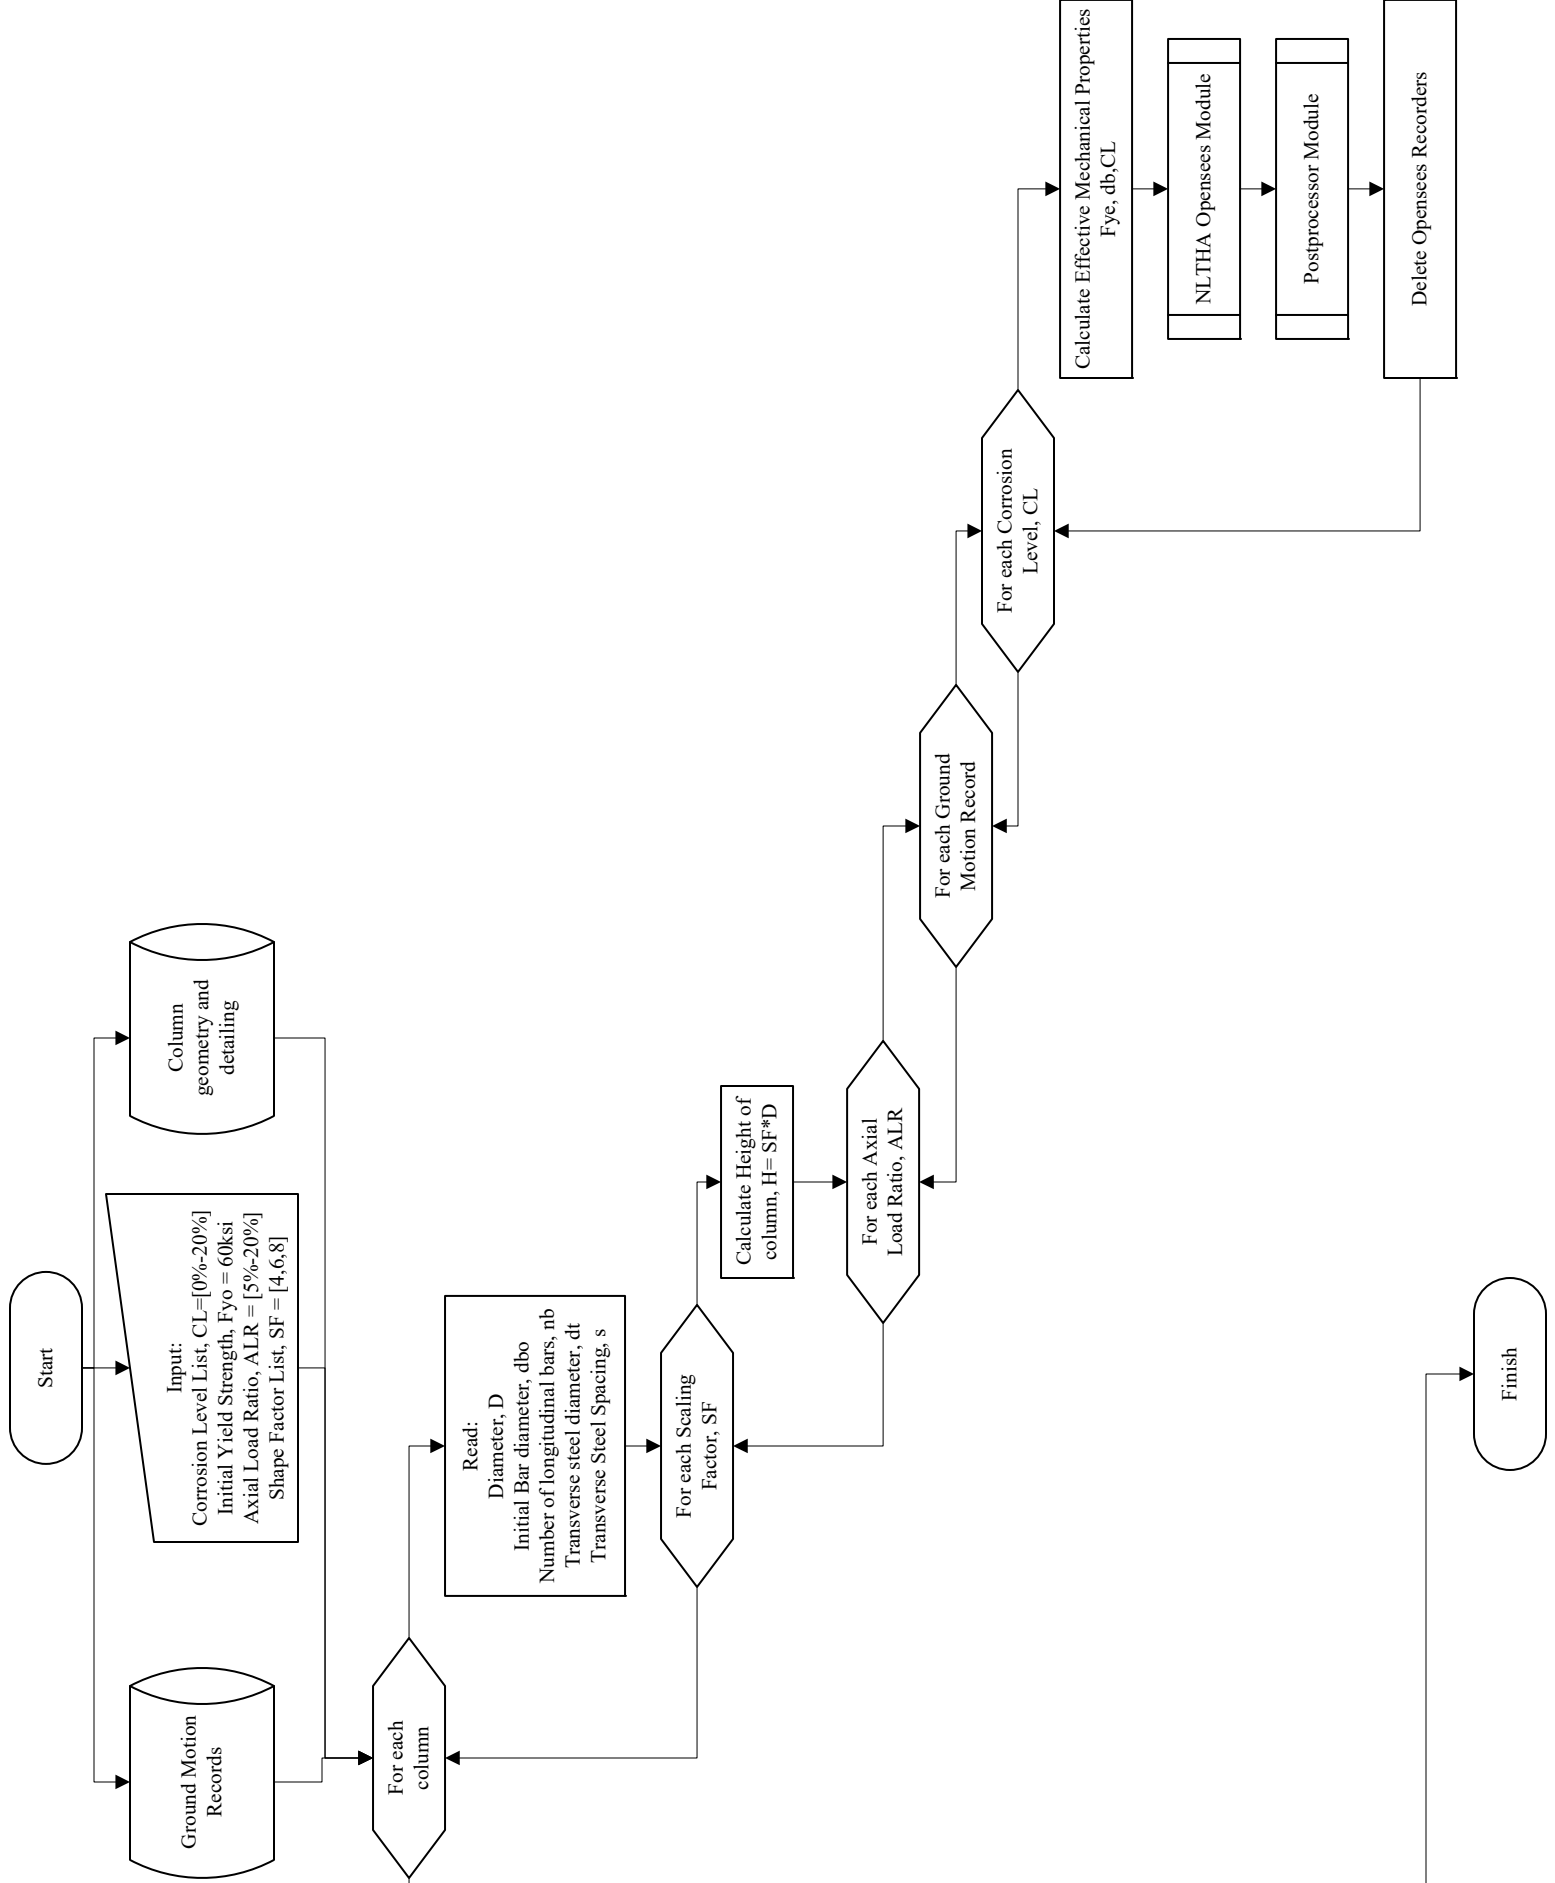 Start
Ground Motion
Records
Input:
Corrosion Level List, CL=[0%-20%]
Initial Yield Strength, Fyo = 60ksi
Axial Load Ratio, ALR = [5%-20%]
Shape Factor List, SF = [4,6,8]
Column
geometry and
detailing
For each
column
Read:
Diameter, D
Initial Bar diameter, dbo
Number of longitudinal bars, nb
Transverse steel diameter, dt
Transverse Steel Spacing, s
For each Scaling
Factor, SF
Calculate Height of
column, H= SF*D
For each Axial
Load Ratio, ALR
For each Ground
Motion Record
For each Corrosion
Level, CL
Calculate Effective Mechanical Properties
Fye, db,CL
NLTHA Opensees Module
Postprocessor Module
Delete Opensees Recorders
Finish